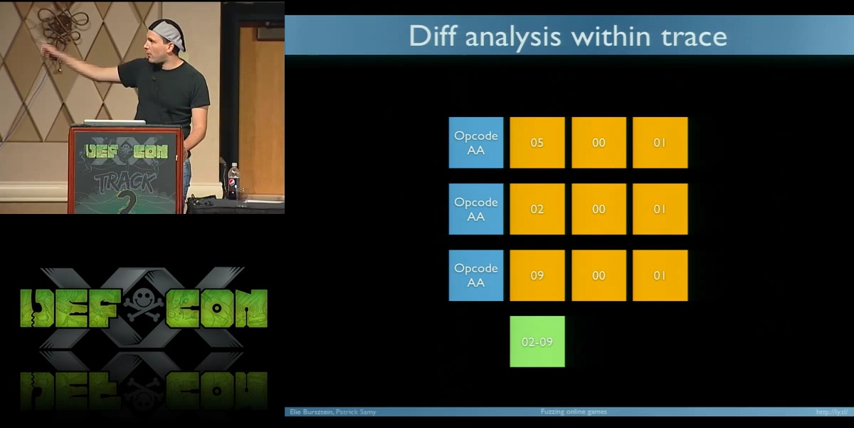 Diff analysis within trace
Opcode AA
05
00
01
Opcode AA
02
00
01
Opcode AA
09
00
01
02-09
DEF CON
TRACK
2
DEF CON
Elie Bursztein, Patrick Samy
Fuzzing online games